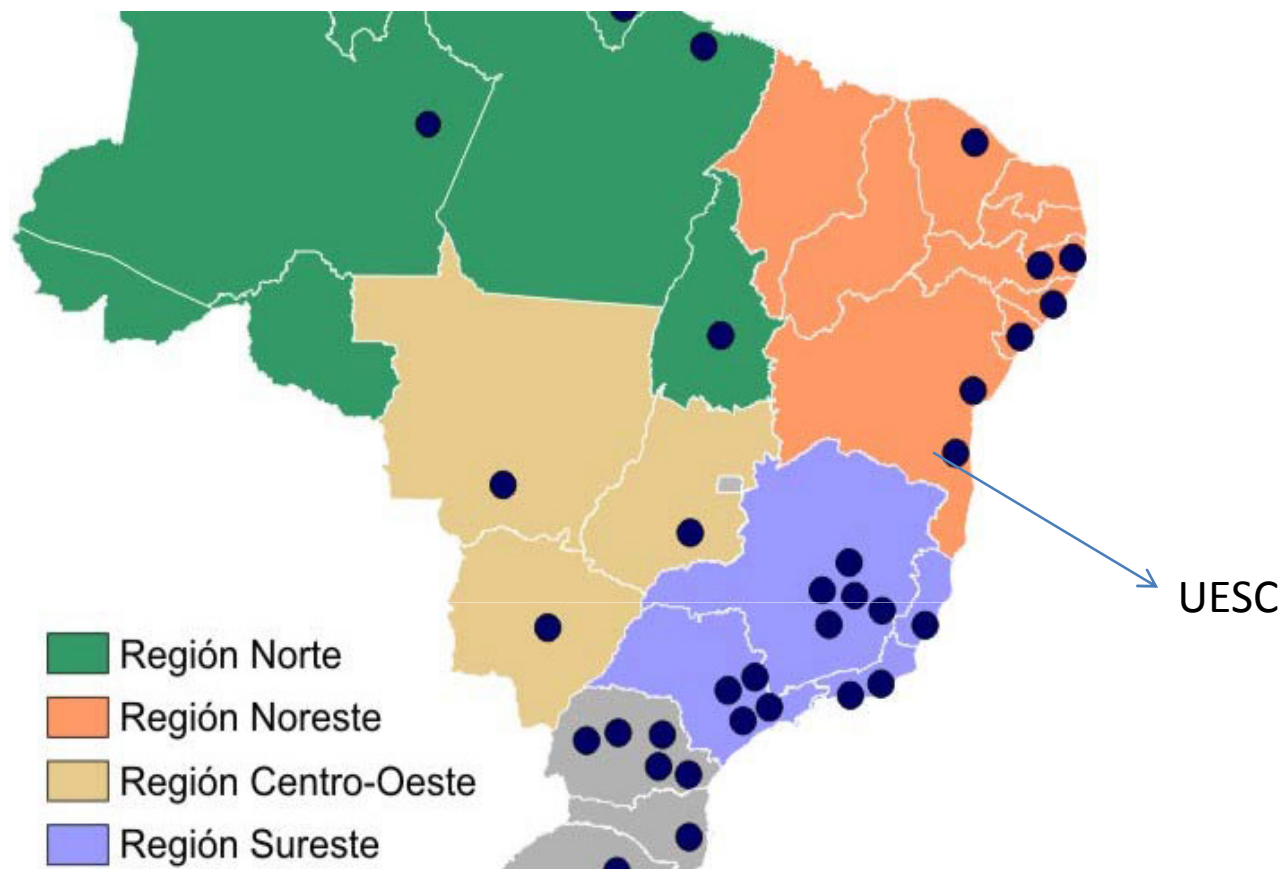 UESC
Región Norte
Región Noreste
Región Centro-Oeste
Región Sureste